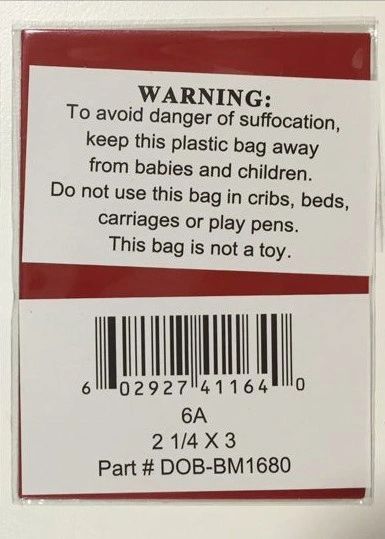 WARNING:
To avoid danger of suffocation,
keep this plastic bag away
from babies and children.
Do not use this bag in cribs, beds,
carriages or play pens.
This bag is not a toy.
6 02927 41164 0
6A
2 1/4 X 3
Part # DOB-BM1680